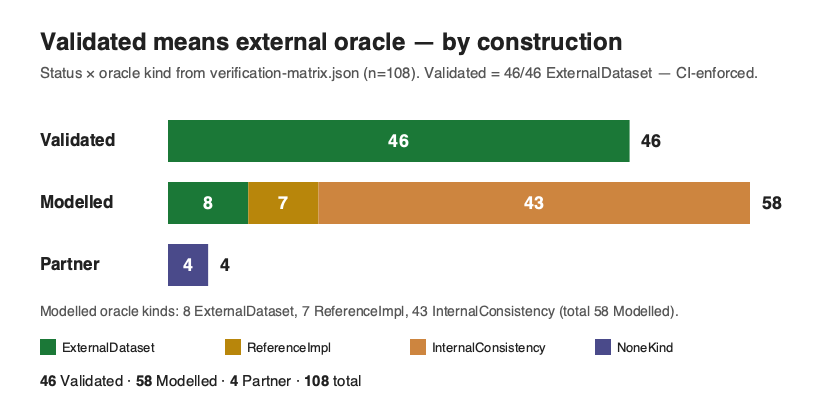 Validated means external oracle — by construction
Status × oracle kind from verification-matrix.json (n=108). Validated = 46/46 ExternalDataset — CI-enforced.
Validated 46 46
Modelled 8 7 43 58
Partner 4 4
Modelled oracle kinds: 8 ExternalDataset, 7 ReferenceImpl, 43 InternalConsistency (total 58 Modelled).
ExternalDataset ReferenceImpl InternalConsistency NoneKind
46 Validated · 58 Modelled · 4 Partner · 108 total